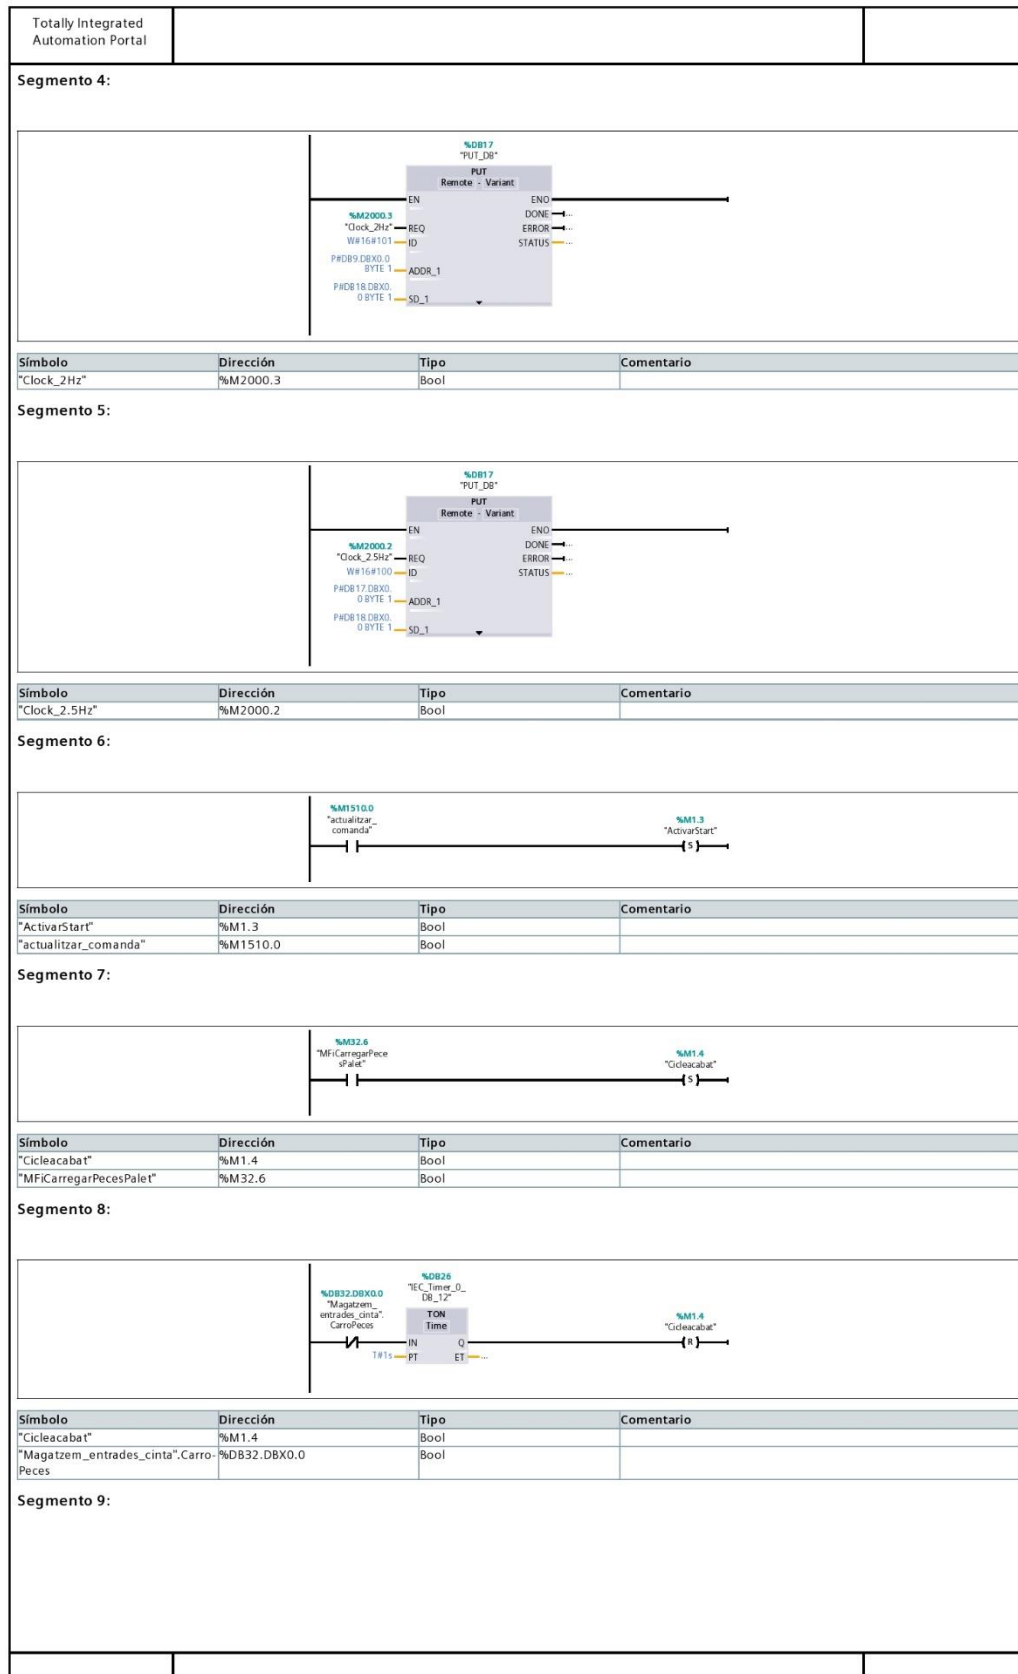 Totally Integrated
Automation Portal
Segmento 4:
%DB17
"PUT_DB"
PUT
Remote - Variant
EN ENO
DONE ...
%M2000.3
"Clock_2Hz" REQ ERROR ...
W#16#101 ID STATUS ...
P#DB9.DBX0.0
BYTE 1 ADDR_1
P#DB18.DBX0.
0 BYTE 1 SD_1
Símbolo Dirección Tipo Comentario
"Clock_2Hz" %M2000.3 Bool
Segmento 5:
%DB17
"PUT_DB"
PUT
Remote - Variant
EN ENO
DONE ...
%M2000.2
"Clock_2.5Hz" REQ ERROR ...
W#16#100 ID STATUS ...
P#DB17.DBX0.
0 BYTE 1 ADDR_1
P#DB18.DBX0.
0 BYTE 1 SD_1
Símbolo Dirección Tipo Comentario
"Clock_2.5Hz" %M2000.2 Bool
Segmento 6:
%M1510.0
"actualitzar_
comanda"
%M1.3
"ActivarStart"
S
Símbolo Dirección Tipo Comentario
"ActivarStart" %M1.3 Bool
"actualitzar_comanda" %M1510.0 Bool
Segmento 7:
%M32.6
"MFiCarregarPece
sPalet"
%M1.4
"Cicleacabat"
S
Símbolo Dirección Tipo Comentario
"Cicleacabat" %M1.4 Bool
"MFiCarregarPecesPalet" %M32.6 Bool
Segmento 8:
%DB32.DBX0.0
"Magatzem_
entrades_cinta".
CarroPeces
%DB26
"IEC_Timer_0_
DB_12"
TON
Time
IN Q
T#1s PT ET ...
%M1.4
"Cicleacabat"
R
Símbolo Dirección Tipo Comentario
"Cicleacabat" %M1.4 Bool
"Magatzem_entrades_cinta".Carro- %DB32.DBX0.0 Bool
Peces
Segmento 9: